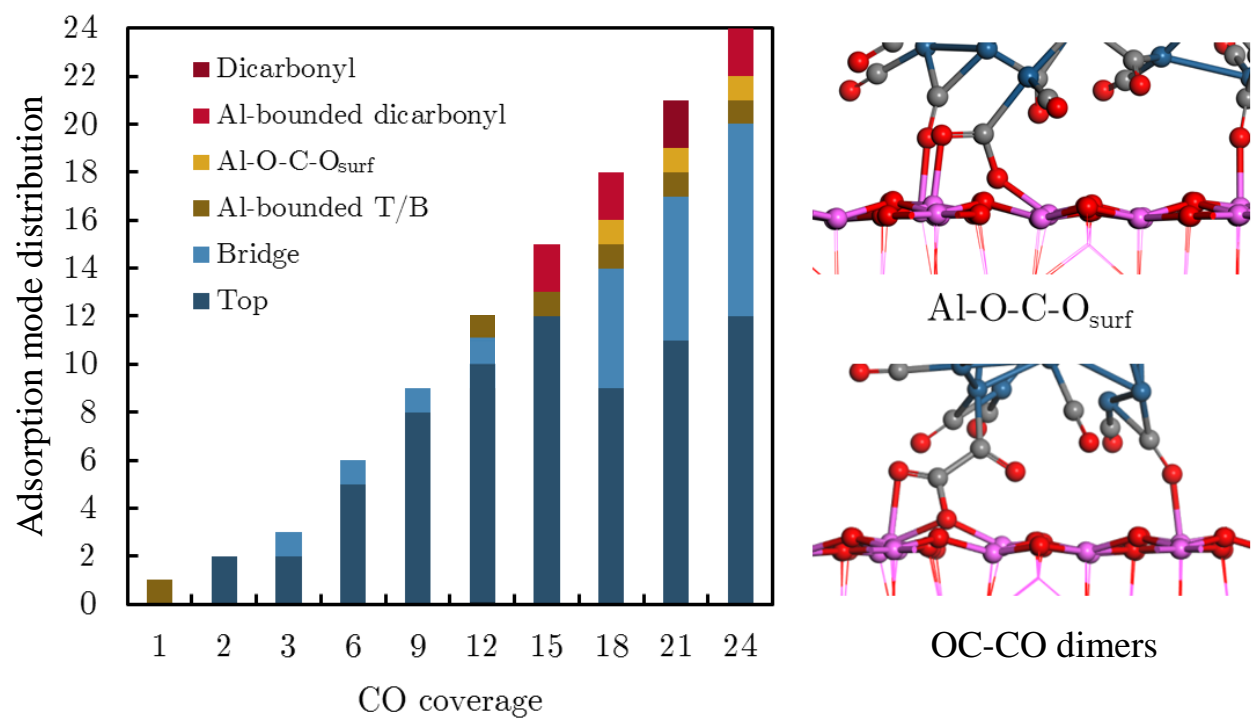 24
22
20
18
16
14
12
10
8
6
4
2
0
Adsorption mode distribution
Dicarbonyl
Al-bounded dicarbonyl
Al-O-C-Osurf
Al-bounded T/B
Bridge
Top
1 2 3 6 9 12 15 18 21 24
CO coverage
Al-O-C-Osurf
OC-CO dimers